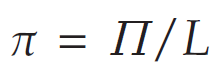 π = Π/L